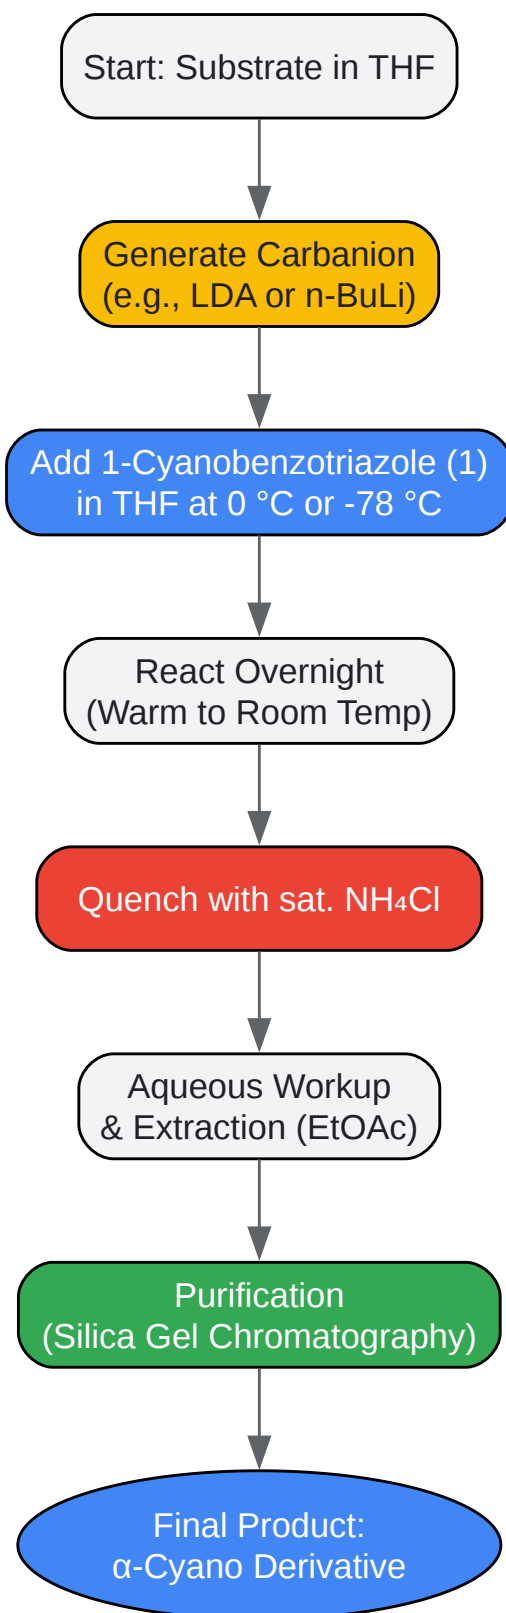 Start: Substrate in THF
Generate Carbanion
(e.g., LDA or n-BuLi)
Add 1-Cyanobenzotriazole (1)
in THF at 0 °C or -78 °C
React Overnight
(Warm to Room Temp)
Quench with sat. NH₄Cl
Aqueous Workup
& Extraction (EtOAc)
Purification
(Silica Gel Chromatography)
Final Product:
α-Cyano Derivative